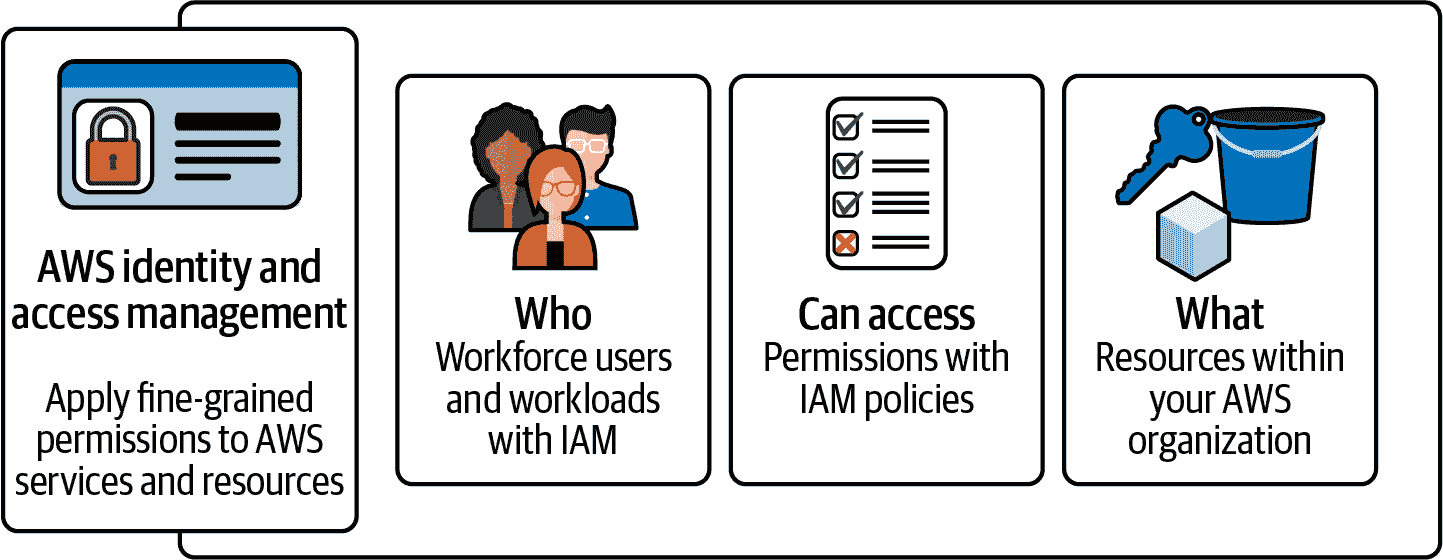 AWS identity and
access management
Apply fine-grained
permissions to AWS
services and resources
Who
Workforce users
and workloads
with IAM
Can access
Permissions with
IAM policies
What
Resources within
your AWS
organization